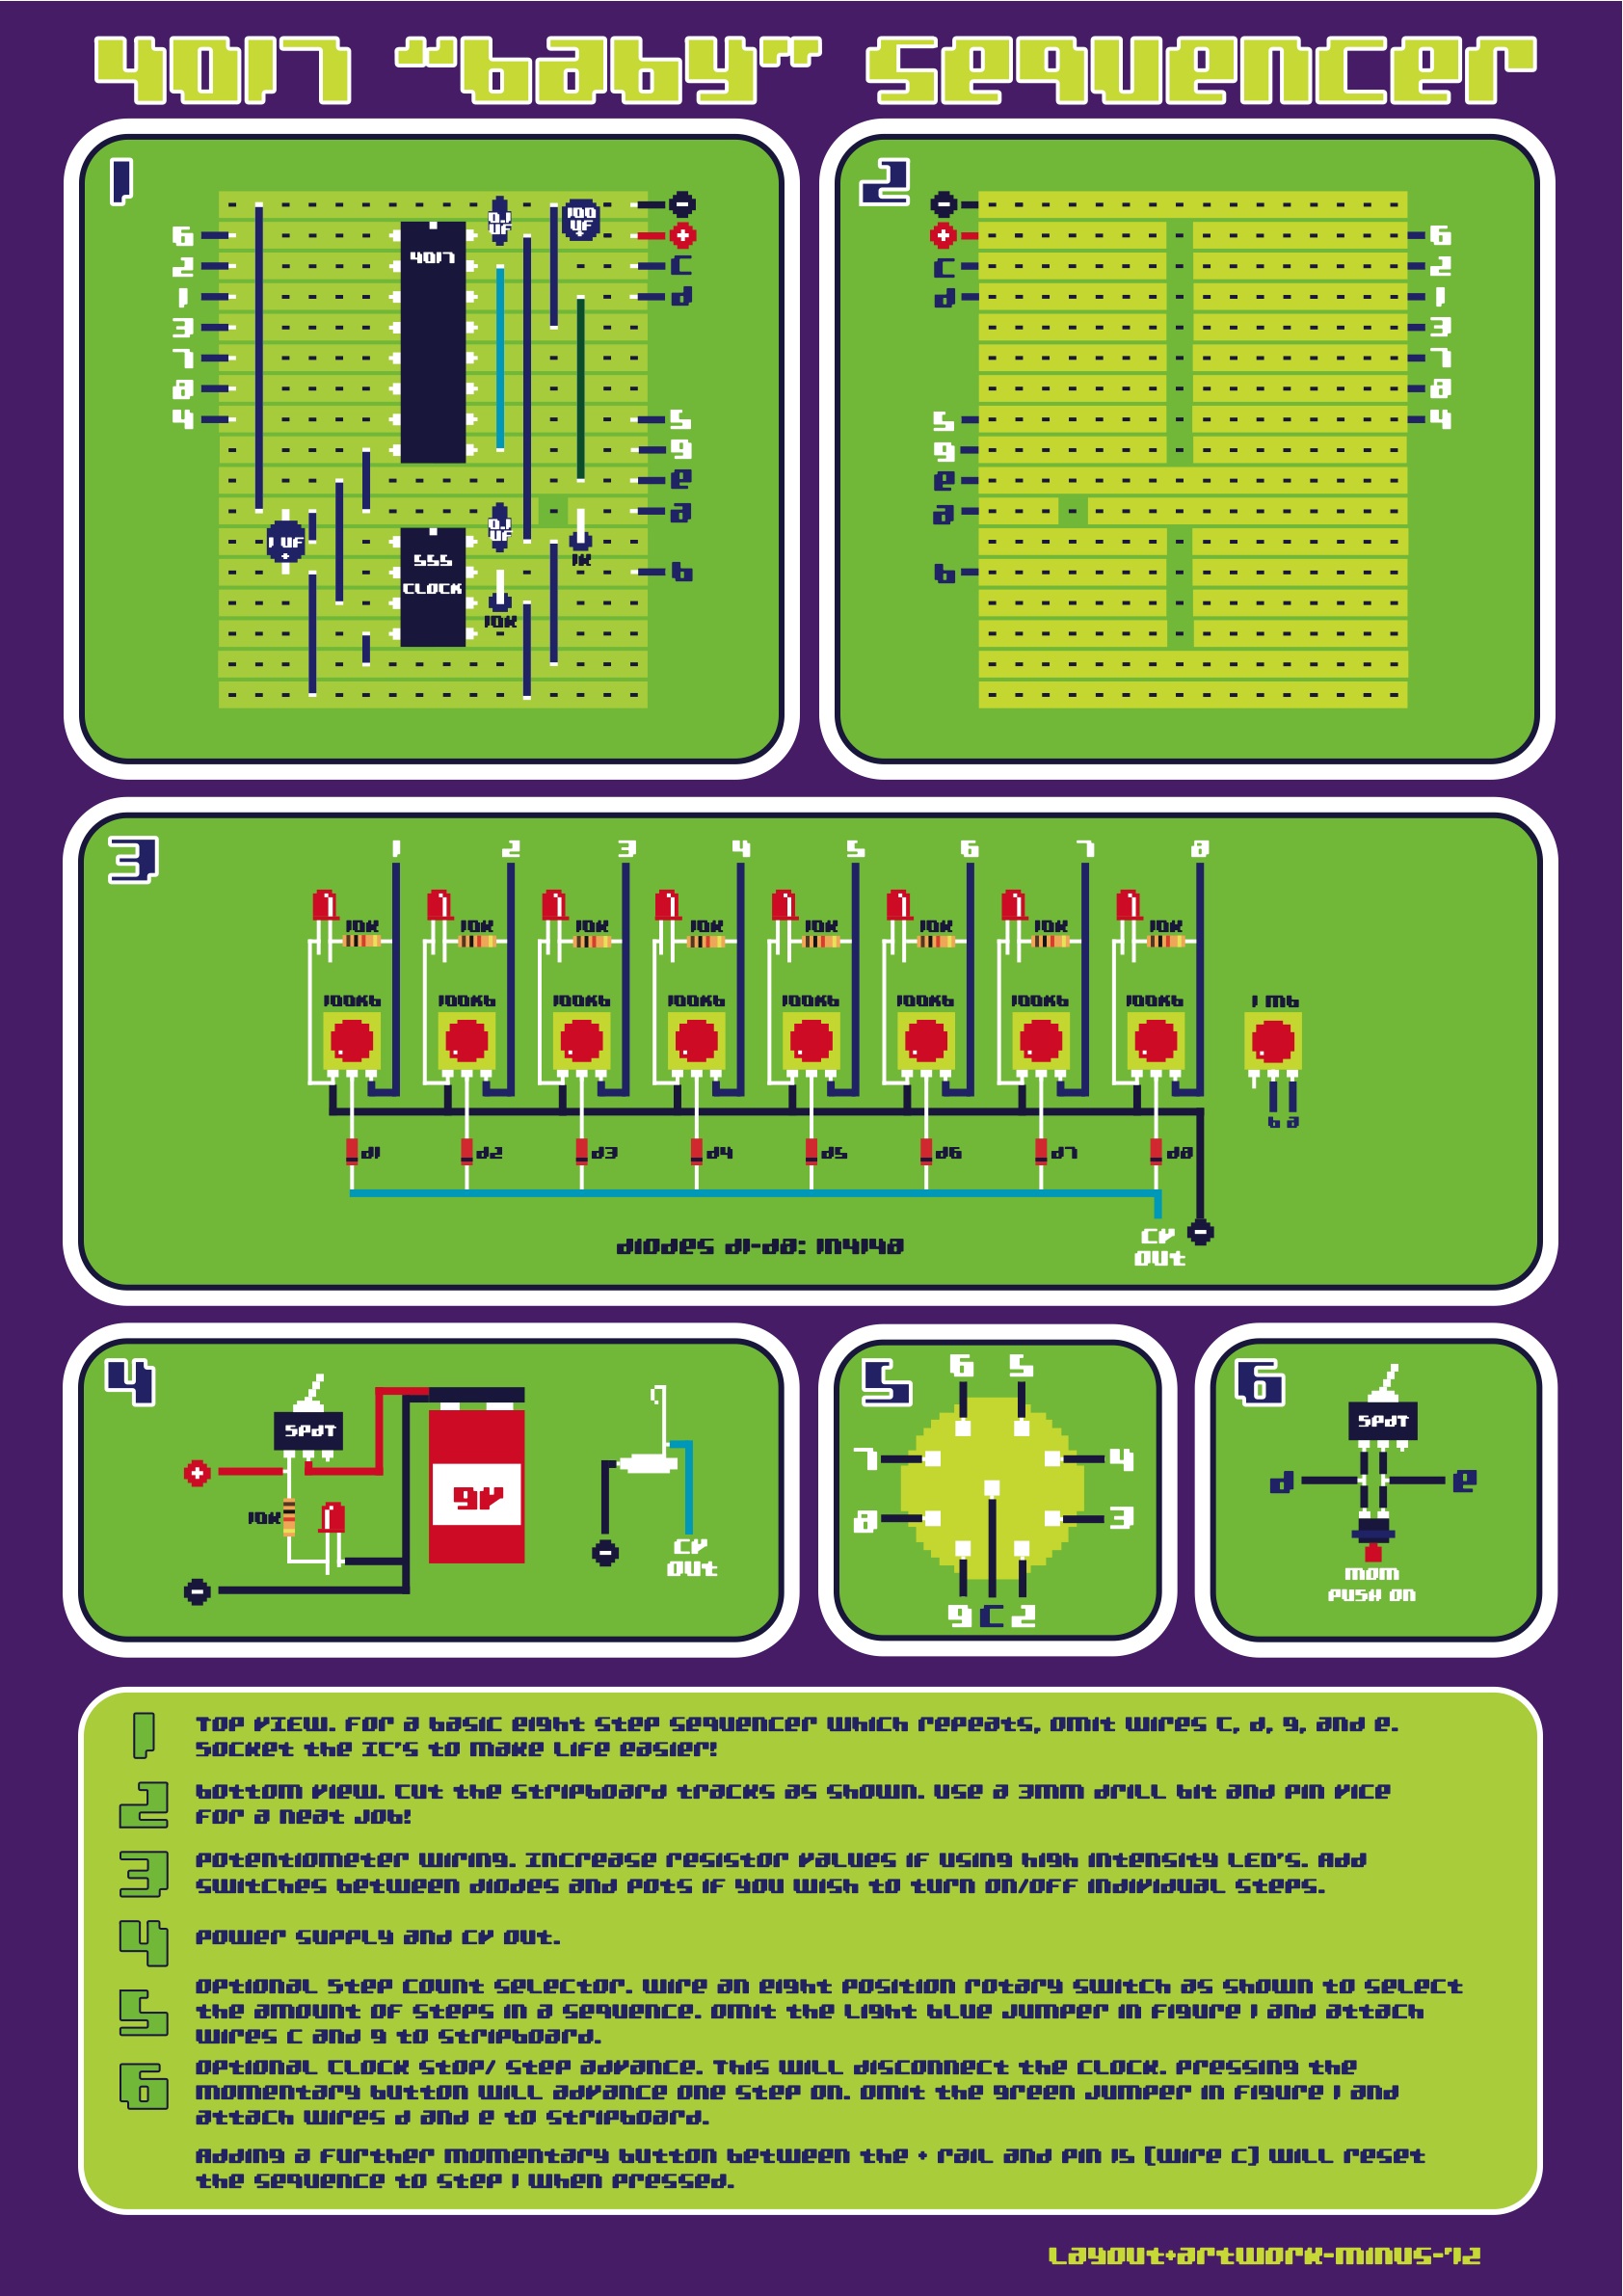 4017 "baby" Sequencer
1
4017
0.1
UF
100
UF
+
-
+
C
d
6
2
1
3
7
8
4
5
9
e
a
b
1 UF
+
0.1
UF
555
CLOCK
10K
1K
2
-
+
C
d
5
9
e
a
b
6
2
1
3
7
8
4
3
1 2 3 4 5 6 7 8
10K 10K 10K 10K 10K 10K 10K 10K
100Kb 100Kb 100Kb 100Kb 100Kb 100Kb 100Kb 100Kb 1 Mb
b a
d1 d2 d3 d4 d5 d6 d7 d8
diodes d1-d8: 1N4148
CV
OUt
-
4
SPdT
+
10K
-
9V
-
CV
OUt
5
6 5
7 4
8 3
9 C 2
6
SPdT
d e
mom
PUSH ON
1 TOP VIEW. FOR a basic eight step sequencer which repeats, omit wires C, d, 9, and e.
Socket the IC's to make life easier!
2 Bottom view. Cut the stripboard tracks as shown. Use a 3mm drill bit and pin vice
for a neat job!
3 Potentiometer wiring. Increase resistor values if using high intensity LED's. Add
switches between diodes and pots if you wish to turn on/off individual steps.
4 Power supply and CV out.
5 Optional Step count selector. Wire an eight position rotary switch as shown to select
the amount of steps in a sequence. Omit the light blue jumper in figure 1 and attach
wires C and 9 to stripboard.
6 Optional clock stop/ step advance. This will disconnect the clock. Pressing the
momentary button will advance one step on. Omit the green jumper in figure 1 and
attach wires d and e to stripboard.
Adding a further momentary button between the + rail and pin 15 (wire C) will reset
the sequence to step 1 when pressed.
Layout+artwork-minus-12